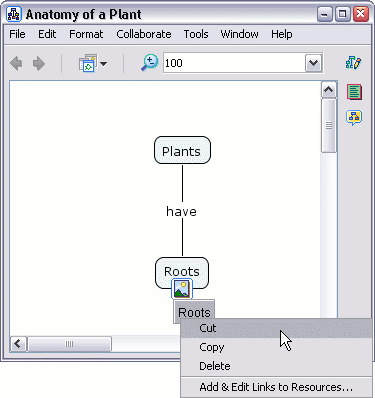 Anatomy of a Plant
File Edit Format Collaborate Tools Window Help
100
Plants
have
Roots
Roots
Cut
Copy
Delete
Add & Edit Links to Resources...